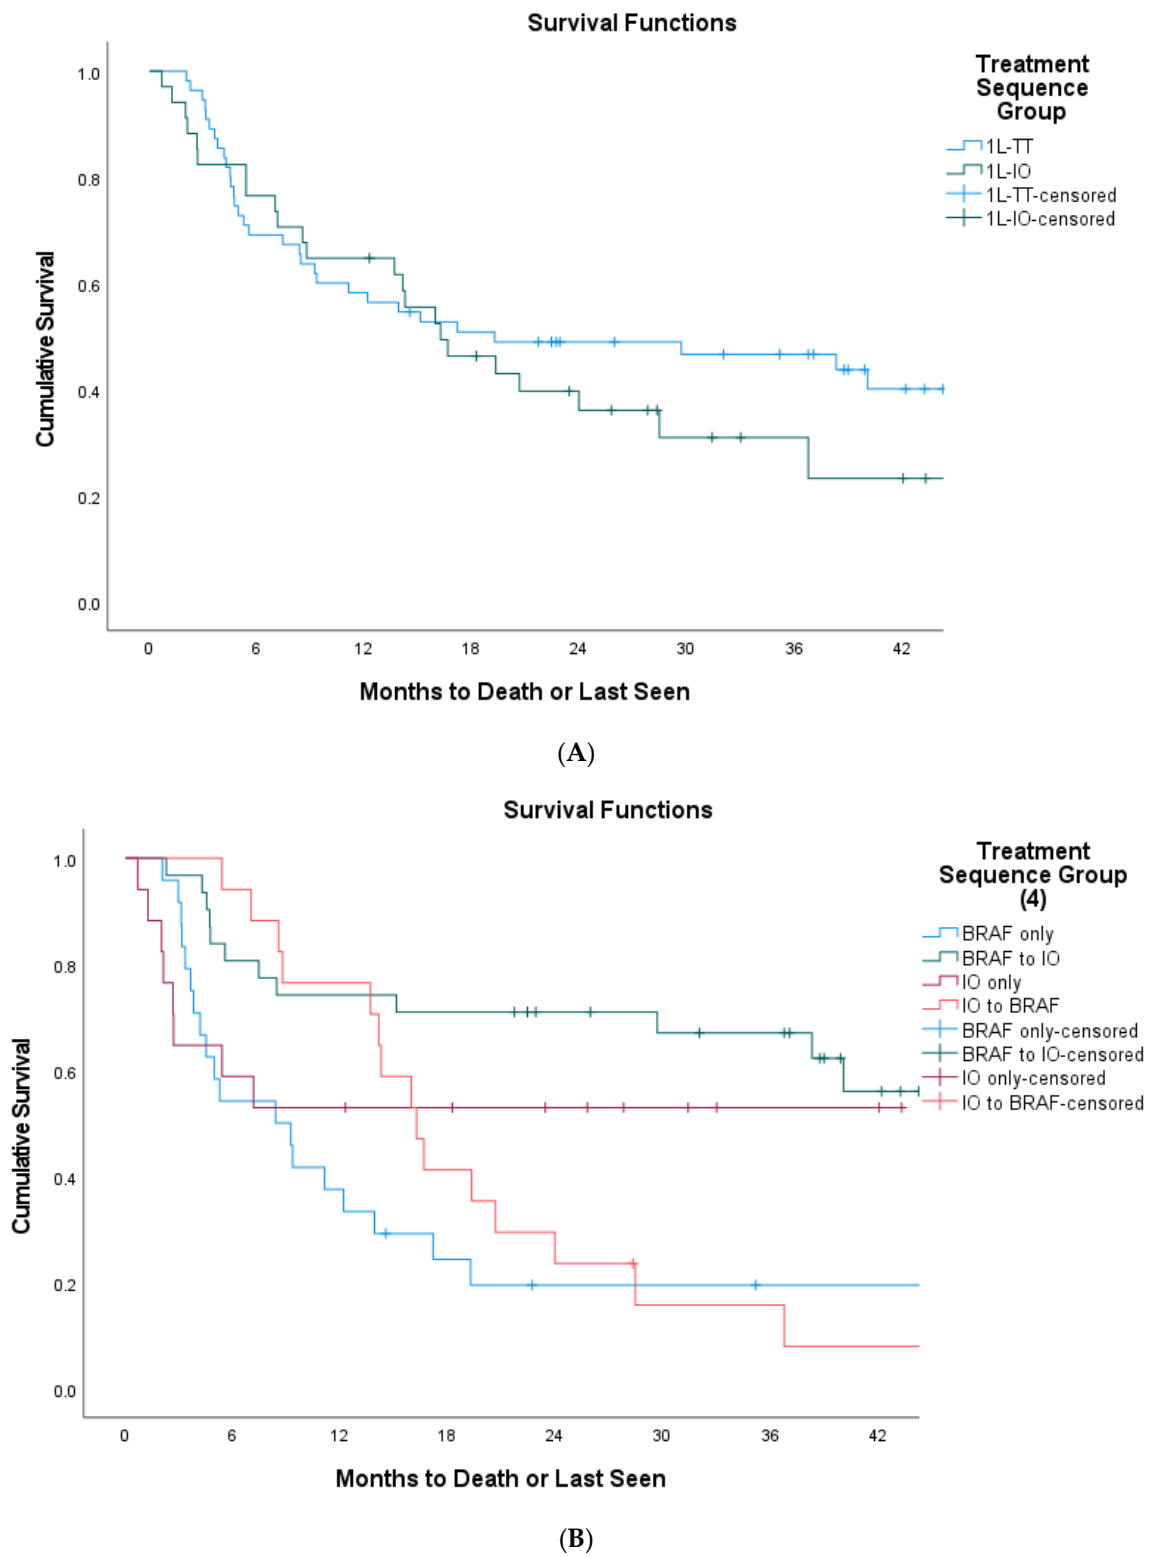 Survival Functions
Treatment
Sequence
Group
1L-TT
1L-IO
1L-TT-censored
1L-IO-censored
1.0
0.8
0.6
0.4
0.2
0.0
Cumulative Survival
0 6 12 18 24 30 36 42
Months to Death or Last Seen
(A)
Survival Functions
Treatment
Sequence Group
(4)
BRAF only
BRAF to IO
IO only
IO to BRAF
BRAF only-censored
BRAF to IO-censored
IO only-censored
IO to BRAF-censored
1.0
0.8
0.6
0.4
0.2
0.0
Cumulative Survival
0 6 12 18 24 30 36 42
Months to Death or Last Seen
(B)